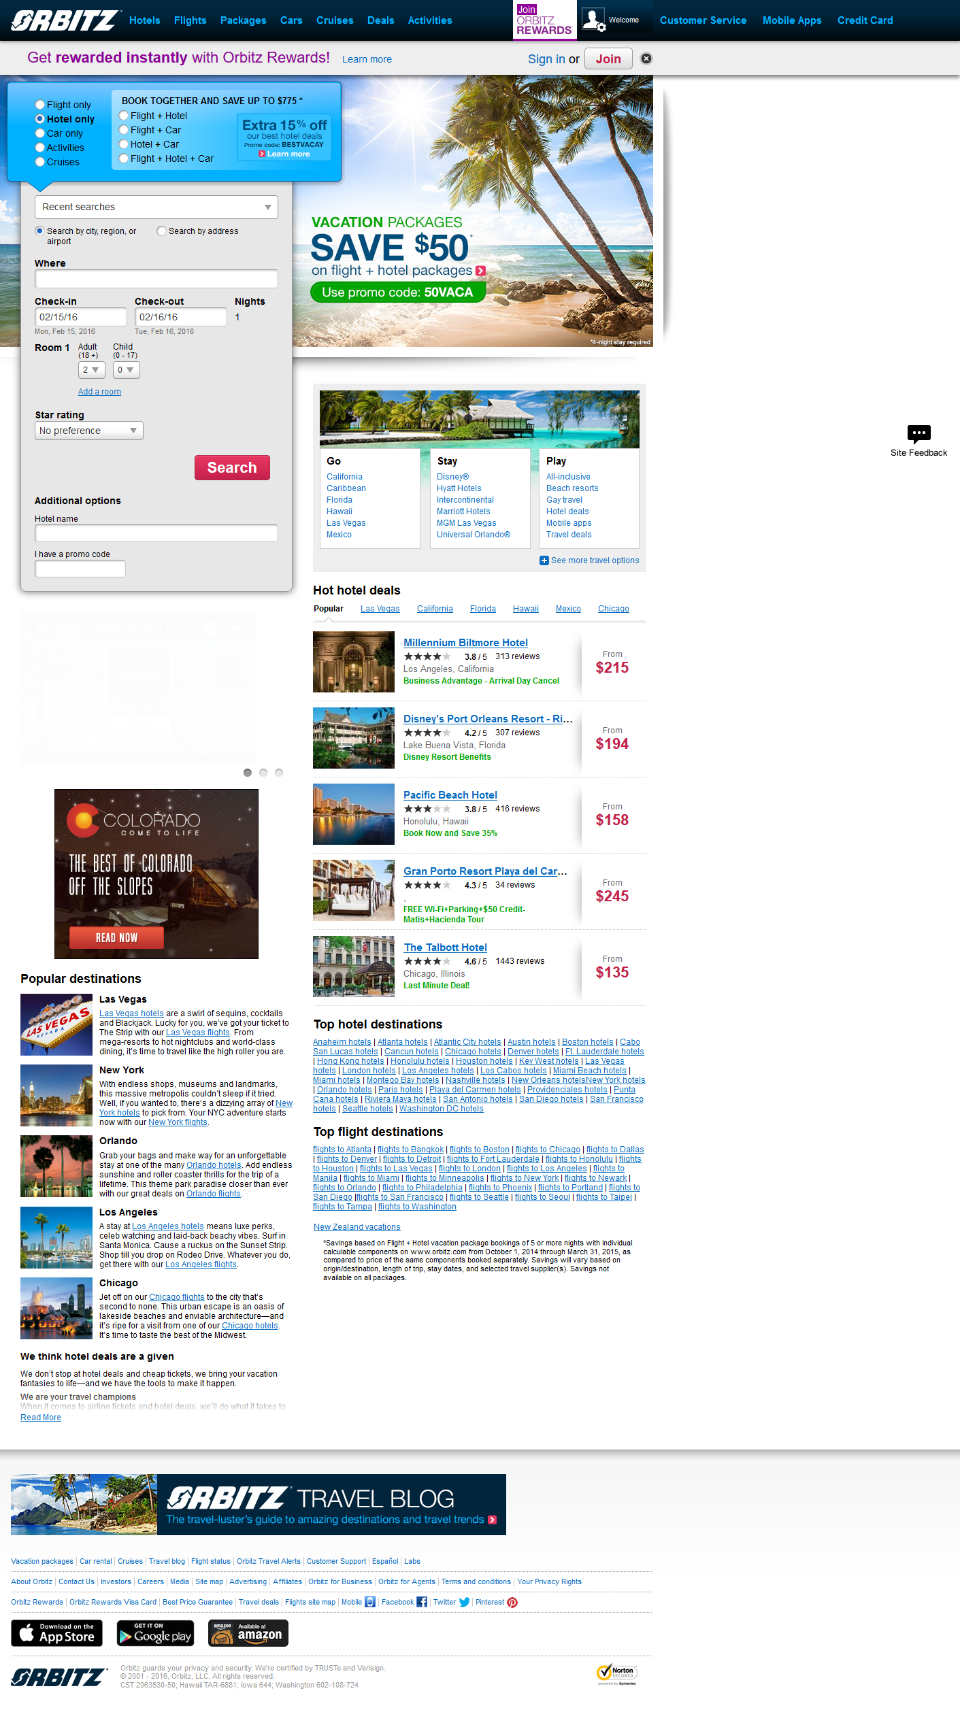 ORBITZ Hotels Flights Packages Cars Cruises Deals Activities Join ORBITZ REWARDS Welcome Customer Service Mobile Apps Credit Card
Get rewarded instantly with Orbitz Rewards! Learn more Sign in or Join
Flight only
Hotel only
Car only
Activities
Cruises
BOOK TOGETHER AND SAVE UP TO $775 *
Flight + Hotel
Flight + Car
Hotel + Car
Flight + Hotel + Car
Extra 15% off
our best hotel deals
Promo code: BESTVACAY
Learn more
Recent searches
Search by city, region, or airport
Search by address
Where
Check-in Check-out Nights
02/15/16 02/16/16 1
Mon, Feb 15, 2016 Tue, Feb 16, 2016
Room 1 Adult (18 +) Child (0 - 17)
2 0
Add a room
Star rating
No preference
Search
Additional options
Hotel name
I have a promo code
VACATION PACKAGES
SAVE $50*
on flight + hotel packages
Use promo code: 50VACA
*4-night stay required
Site Feedback
Go
California
Caribbean
Florida
Hawaii
Las Vegas
Mexico
Stay
Disney®
Hyatt Hotels
Intercontinental
Marriott Hotels
MGM Las Vegas
Universal Orlando®
Play
All-inclusive
Beach resorts
Gay travel
Hotel deals
Mobile apps
Travel deals
See more travel options
Hot hotel deals
Popular Las Vegas California Florida Hawaii Mexico Chicago
Millennium Biltmore Hotel
3.8 / 5 313 reviews
Los Angeles, California
Business Advantage - Arrival Day Cancel
From
$215
Disney's Port Orleans Resort - Ri...
4.2 / 5 307 reviews
Lake Buena Vista, Florida
Disney Resort Benefits
From
$194
Pacific Beach Hotel
3.8 / 5 416 reviews
Honolulu, Hawaii
Book Now and Save 35%
From
$158
Gran Porto Resort Playa del Car...
4.3 / 5 34 reviews
,
FREE Wi-Fi+Parking+$50 Credit-
Matis+Hacienda Tour
From
$245
The Talbott Hotel
4.6 / 5 1443 reviews
Chicago, Illinois
Last Minute Deal!
From
$135
COLORADO
COME TO LIFE
THE BEST OF COLORADO
OFF THE SLOPES
READ NOW
Popular destinations
LAS VEGAS
Las Vegas
Las Vegas hotels are a swirl of sequins, cocktails
and Blackjack. Lucky for you, we've got your ticket to
The Strip with our Las Vegas flights. From
mega-resorts to hot nightclubs and world-class
dining, it's time to travel like the high roller you are.
New York
With endless shops, museums and landmarks,
this massive metropolis couldn't sleep if it tried.
Well, if you wanted to, there's a dizzying array of New
York hotels to pick from. Your NYC adventure starts
now with our New York flights.
Orlando
Grab your bags and make way for an unforgettable
stay at one of the many Orlando hotels. Add endless
sunshine and roller coaster thrills for the trip of a
lifetime. This theme park paradise closer than ever
with our great deals on Orlando flights.
Los Angeles
A stay at Los Angeles hotels means luxe perks,
celeb watching and laid-back beachy vibes. Surf in
Santa Monica. Cause a ruckus on the Sunset Strip.
Shop till you drop on Rodeo Drive. Whatever you do,
get there with our Los Angeles flights.
Chicago
Jet off on our Chicago flights to the city that's
second to none. This urban escape is an oasis of
lakeside beaches and enviable architecture—and
it's ripe for a visit from one of our Chicago hotels.
It's time to taste the best of the Midwest.
We think hotel deals are a given
We don't stop at hotel deals and cheap tickets, we bring your vacation
fantasies to life—and we have the tools to make it happen.
We are your travel champions
When it comes to airline tickets and hotel deals, we'll do what it takes to
Read More
Top hotel destinations
Anaheim hotels | Atlanta hotels | Atlantic City hotels | Austin hotels | Boston hotels | Cabo
San Lucas hotels | Cancun hotels | Chicago hotels | Denver hotels | Ft. Lauderdale hotels
| Hong Kong hotels | Honolulu hotels | Houston hotels | Key West hotels | Las Vegas
hotels | London hotels | Los Angeles hotels | Los Cabos hotels | Miami Beach hotels |
Miami hotels | Montego Bay hotels | Nashville hotels | New Orleans hotelsNew York hotels
| Orlando hotels | Paris hotels | Playa del Carmen hotels | Providenciales hotels | Punta
Cana hotels | Riviera Maya hotels | San Antonio hotels | San Diego hotels | San Francisco
hotels | Seattle hotels | Washington DC hotels
Top flight destinations
flights to Atlanta | flights to Bangkok | flights to Boston | flights to Chicago | flights to Dallas
| flights to Denver | flights to Detroit | flights to Fort Lauderdale | flights to Honolulu | flights
to Houston | flights to Las Vegas | flights to London | flights to Los Angeles | flights to
Manila | flights to Miami | flights to Minneapolis | flights to New York | flights to Newark |
flights to Orlando | flights to Philadelphia | flights to Phoenix | flights to Portland | flights to
San Diego |flights to San Francisco | flights to Seattle | flights to Seoul | flights to Taipei |
flights to Tampa | flights to Washington
New Zealand vacations
*Savings based on Flight + Hotel vacation package bookings of 5 or more nights with individual
calculable components on www.orbitz.com from October 1, 2014 through March 31, 2015, as
compared to price of the same components booked separately. Savings will vary based on
origin/destination, length of trip, stay dates, and selected travel supplier(s). Savings not
available on all packages.
ORBITZ TRAVEL BLOG
The travel-luster's guide to amazing destinations and travel trends
Vacation packages | Car rental | Cruises | Travel blog | Flight status | Orbitz Travel Alerts | Customer Support | Español | Labs
About Orbitz | Contact Us | Investors | Careers | Media | Site map | Advertising | Affiliates | Orbitz for Business | Orbitz for Agents | Terms and conditions | Your Privacy Rights
Orbitz Rewards | Orbitz Rewards Visa Card | Best Price Guarantee | Travel deals | Flights site map | Mobile | Facebook | Twitter | Pinterest
Download on the App Store
GET IT ON Google play
Available at amazon
ORBITZ
Orbitz guards your privacy and security. We're certified by TRUSTe and Verisign.
© 2001 - 2016, Orbitz, LLC. All rights reserved.
CST 2063530-50; Hawaii TAR-6881; Iowa 644; Washington 602-108-724
Norton
SECURED
powered by Symantec